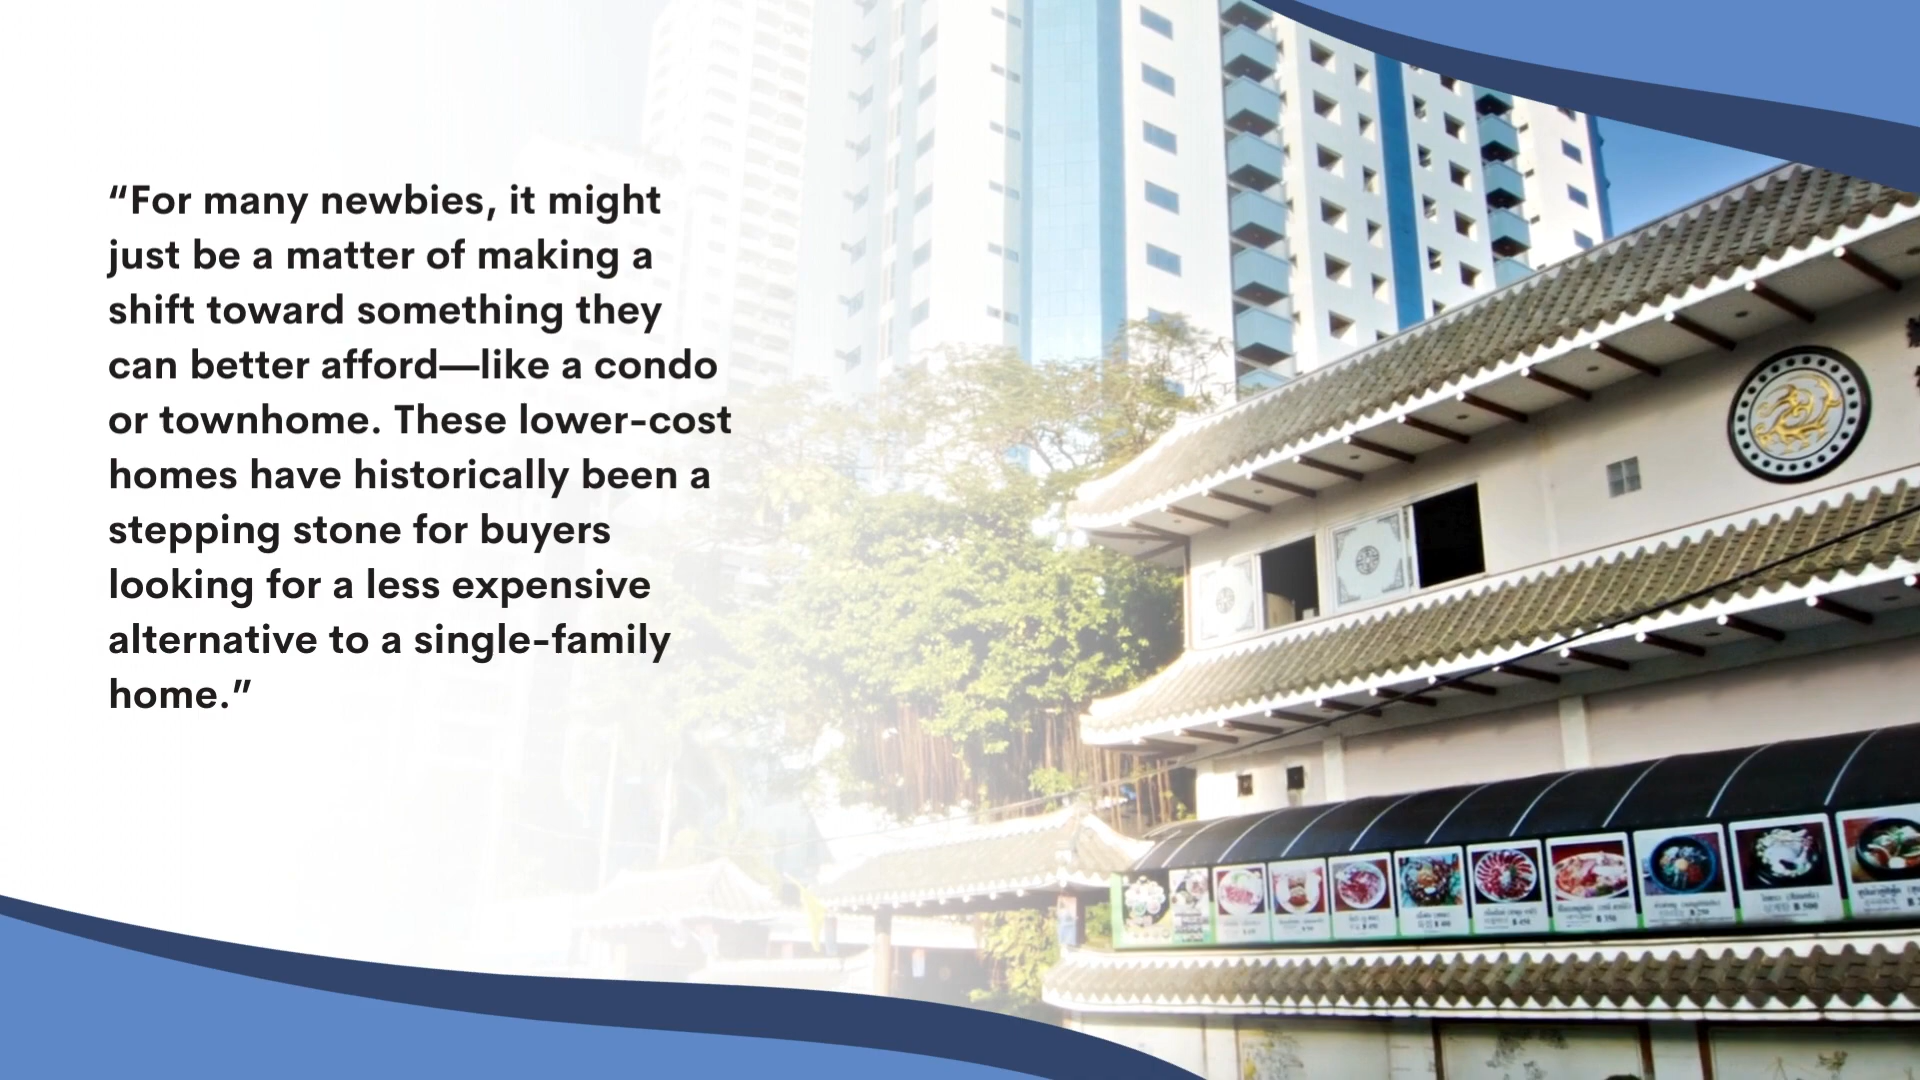 “For many newbies, it might
just be a matter of making a
shift toward something they
can better afford—like a condo
or townhome. These lower-cost
homes have historically been a
stepping stone for buyers
looking for a less expensive
alternative to a single-family
home.”